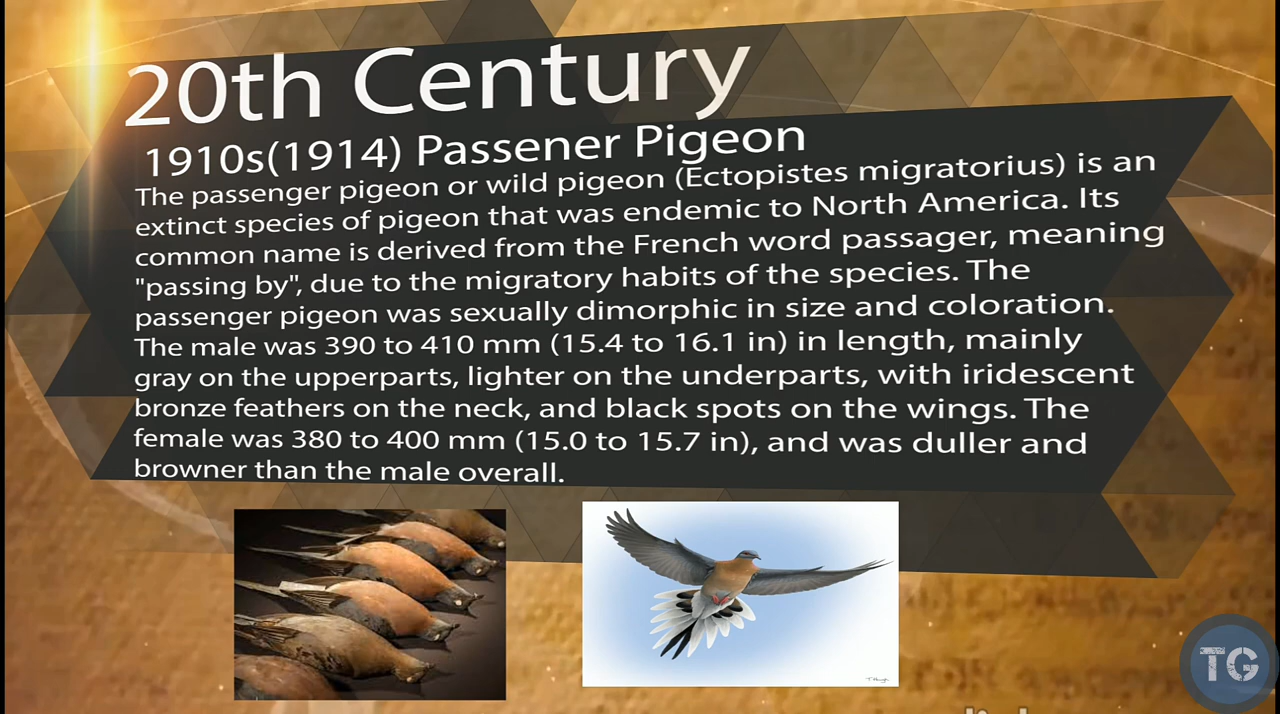 20th Century
1910s(1914) Passener Pigeon
The passenger pigeon or wild pigeon (Ectopistes migratorius) is an
extinct species of pigeon that was endemic to North America. Its
common name is derived from the French word passager, meaning
"passing by", due to the migratory habits of the species. The
passenger pigeon was sexually dimorphic in size and coloration.
The male was 390 to 410 mm (15.4 to 16.1 in) in length, mainly
gray on the upperparts, lighter on the underparts, with iridescent
bronze feathers on the neck, and black spots on the wings. The
female was 380 to 400 mm (15.0 to 15.7 in), and was duller and
browner than the male overall.
TG